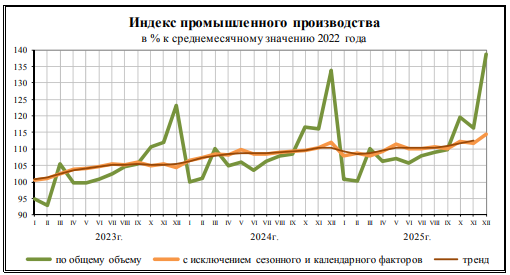 Индекс промышленного производства
в % к среднемесячному значению 2022 года
140
135
130
125
120
115
110
105
100
95
90
I II III IV V VI VII VIII IX X XI XII I II III IV V VI VII VIII IX X XI XII I II III IV V VI VII VIII IX X XI XII
2023г. 2024г. 2025г.
по общему объему с исключением сезонного и календарного факторов тренд